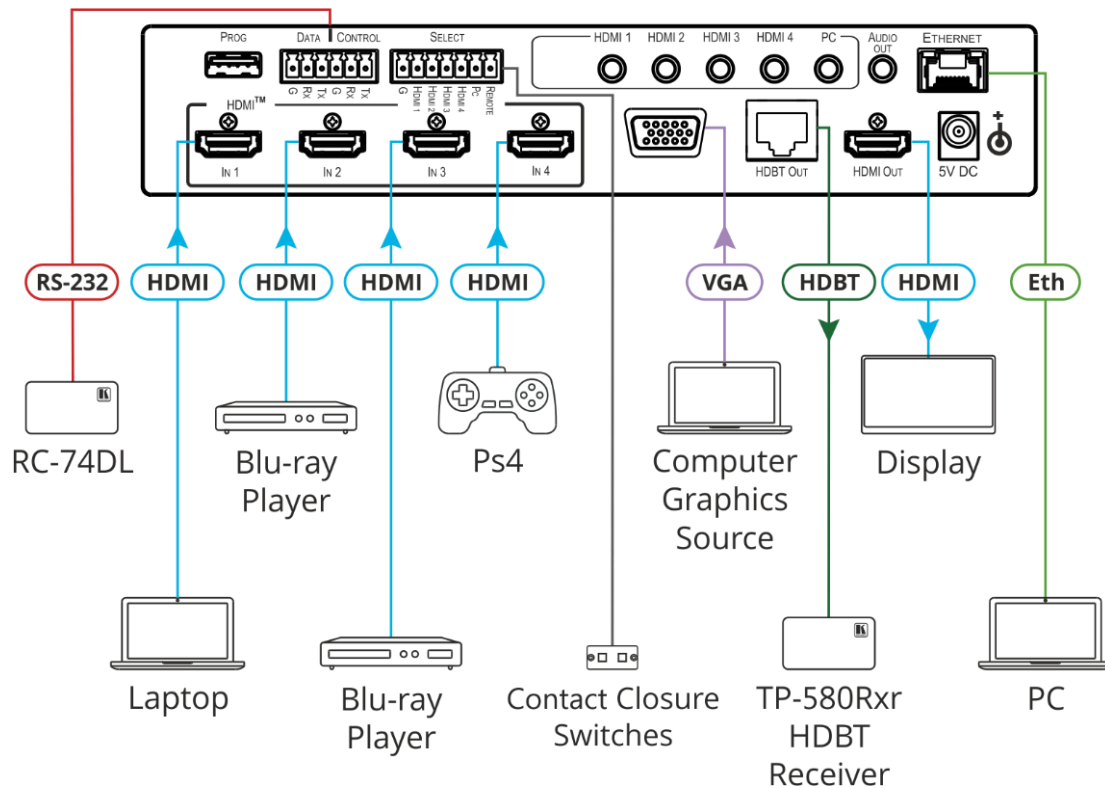 PROG
DATA
CONTROL
SELECT
HDMI 1
HDMI 2
HDMI 3
HDMI 4
PC
AUDIO
OUT
ETHERNET
G
RX
TX
G
RX
TX
G
HDMI 1
HDMI 2
HDMI 3
HDMI 4
PC
REMOTE
HDMI™
IN 1
IN 2
IN 3
IN 4
HDBT OUT
HDMI OUT
5V DC
+
RS-232
HDMI
HDMI
HDMI
HDMI
VGA
HDBT
HDMI
Eth
K
RC-74DL
Blu-ray
Player
Ps4
Computer
Graphics
Source
Display
K
Laptop
Blu-ray
Player
Contact Closure
Switches
TP-580Rxr
HDBT
Receiver
PC